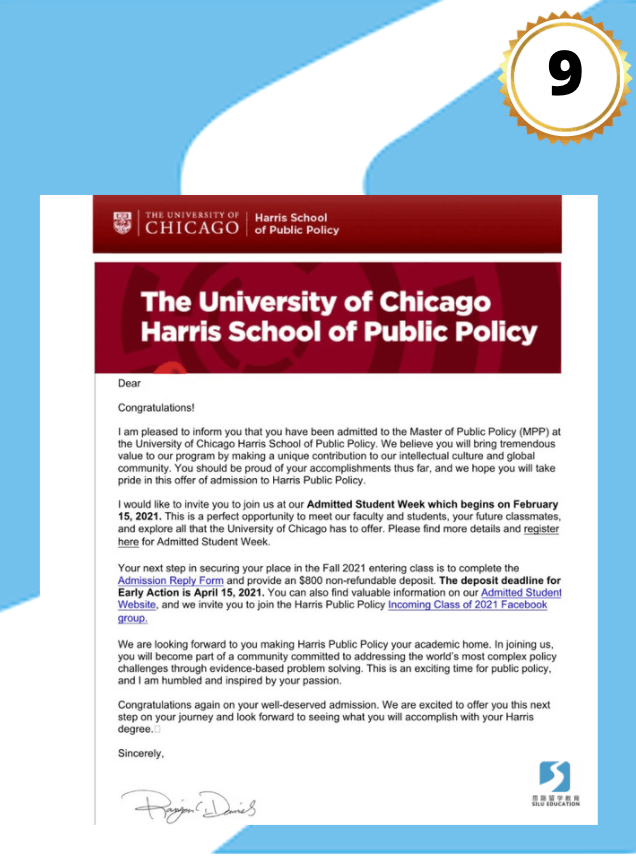 9
THE UNIVERSITY OF
CHICAGO
Harris School
of Public Policy
The University of Chicago
Harris School of Public Policy
Dear
Congratulations!
I am pleased to inform you that you have been admitted to the Master of Public Policy (MPP) at
the University of Chicago Harris School of Public Policy. We believe you will bring tremendous
value to our program by making a unique contribution to our intellectual culture and global
community. You should be proud of your accomplishments thus far, and we hope you will take
pride in this offer of admission to Harris Public Policy.
I would like to invite you to join us at our Admitted Student Week which begins on February
15, 2021. This is a perfect opportunity to meet our faculty and students, your future classmates,
and explore all that the University of Chicago has to offer. Please find more details and register
here for Admitted Student Week.
Your next step in securing your place in the Fall 2021 entering class is to complete the
Admission Reply Form and provide an $800 non-refundable deposit. The deposit deadline for
Early Action is April 15, 2021. You can also find valuable information on our Admitted Student
Website, and we invite you to join the Harris Public Policy Incoming Class of 2021 Facebook
group.
We are looking forward to you making Harris Public Policy your academic home. In joining us,
you will become part of a community committed to addressing the world's most complex policy
challenges through evidence-based problem solving. This is an exciting time for public policy,
and I am humbled and inspired by your passion.
Congratulations again on your well-deserved admission. We are excited to offer you this next
step on your journey and look forward to seeing what you will accomplish with your Harris
degree.
Sincerely,
思路留学教育
SILU EDUCATION